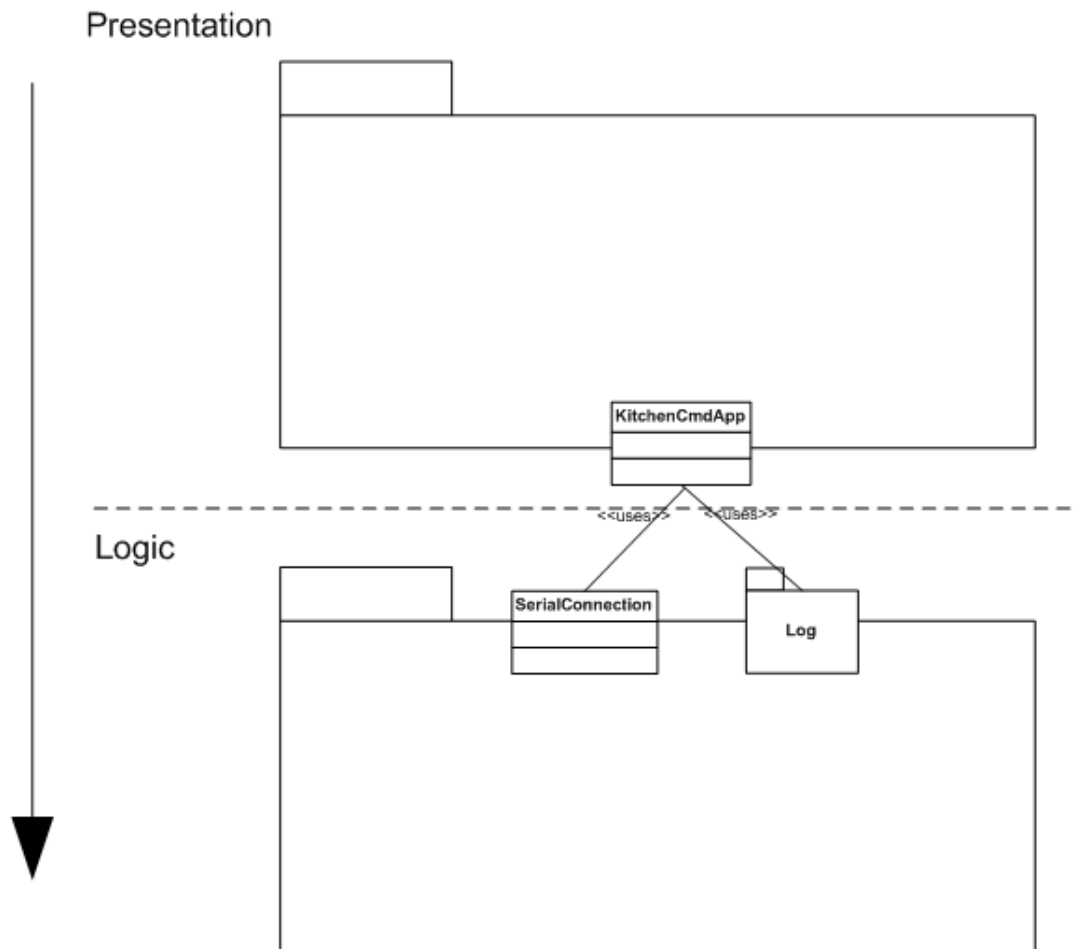 Presentation
KitchenCmdApp
<<uses>> <<uses>>
Logic
SerialConnection
Log